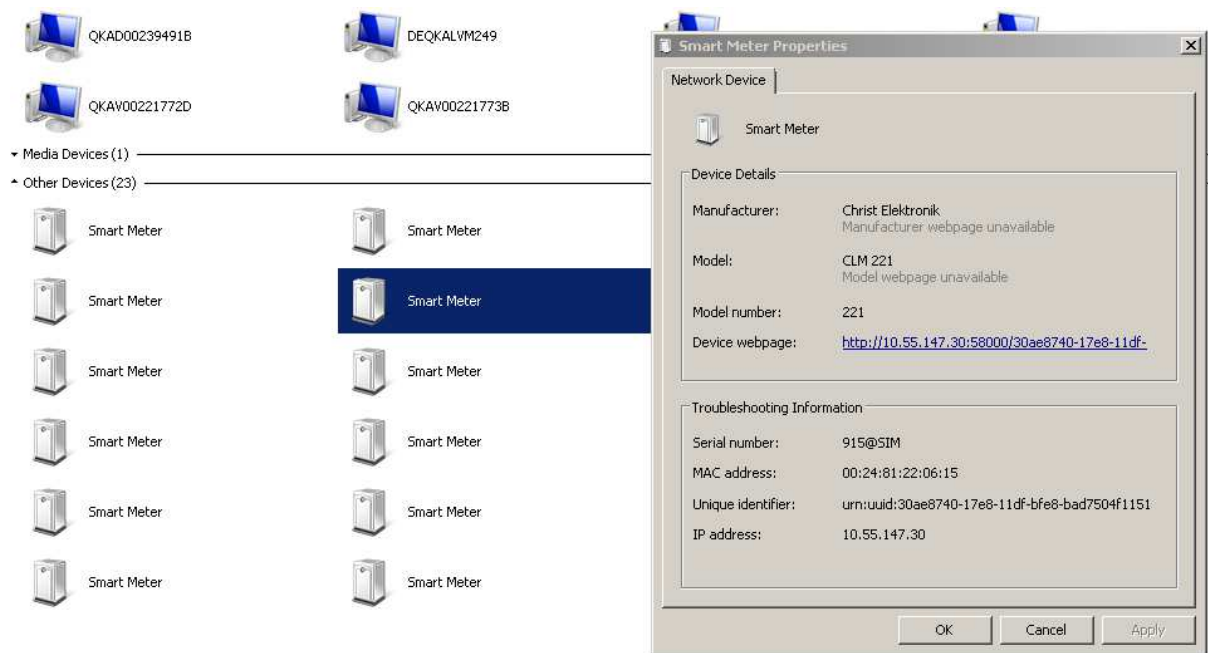 QKAD00239491B
DEQKALVM249
QKAV00221772D
QKAV00221773B
Media Devices (1)
Other Devices (23)
Smart Meter
Smart Meter
Smart Meter
Smart Meter
Smart Meter
Smart Meter
Smart Meter
Smart Meter
Smart Meter
Smart Meter
Smart Meter
Smart Meter
Smart Meter Properties
Network Device
Smart Meter
Device Details
Manufacturer: Christ Elektronik
Manufacturer webpage unavailable
Model: CLM 221
Model webpage unavailable
Model number: 221
Device webpage: http://10.55.147.30:58000/30ae8740-17e8-11df-
Troubleshooting Information
Serial number: 915@SIM
MAC address: 00:24:81:22:06:15
Unique identifier: urn:uuid:30ae8740-17e8-11df-bfe8-bad7504f1151
IP address: 10.55.147.30
OK Cancel Apply